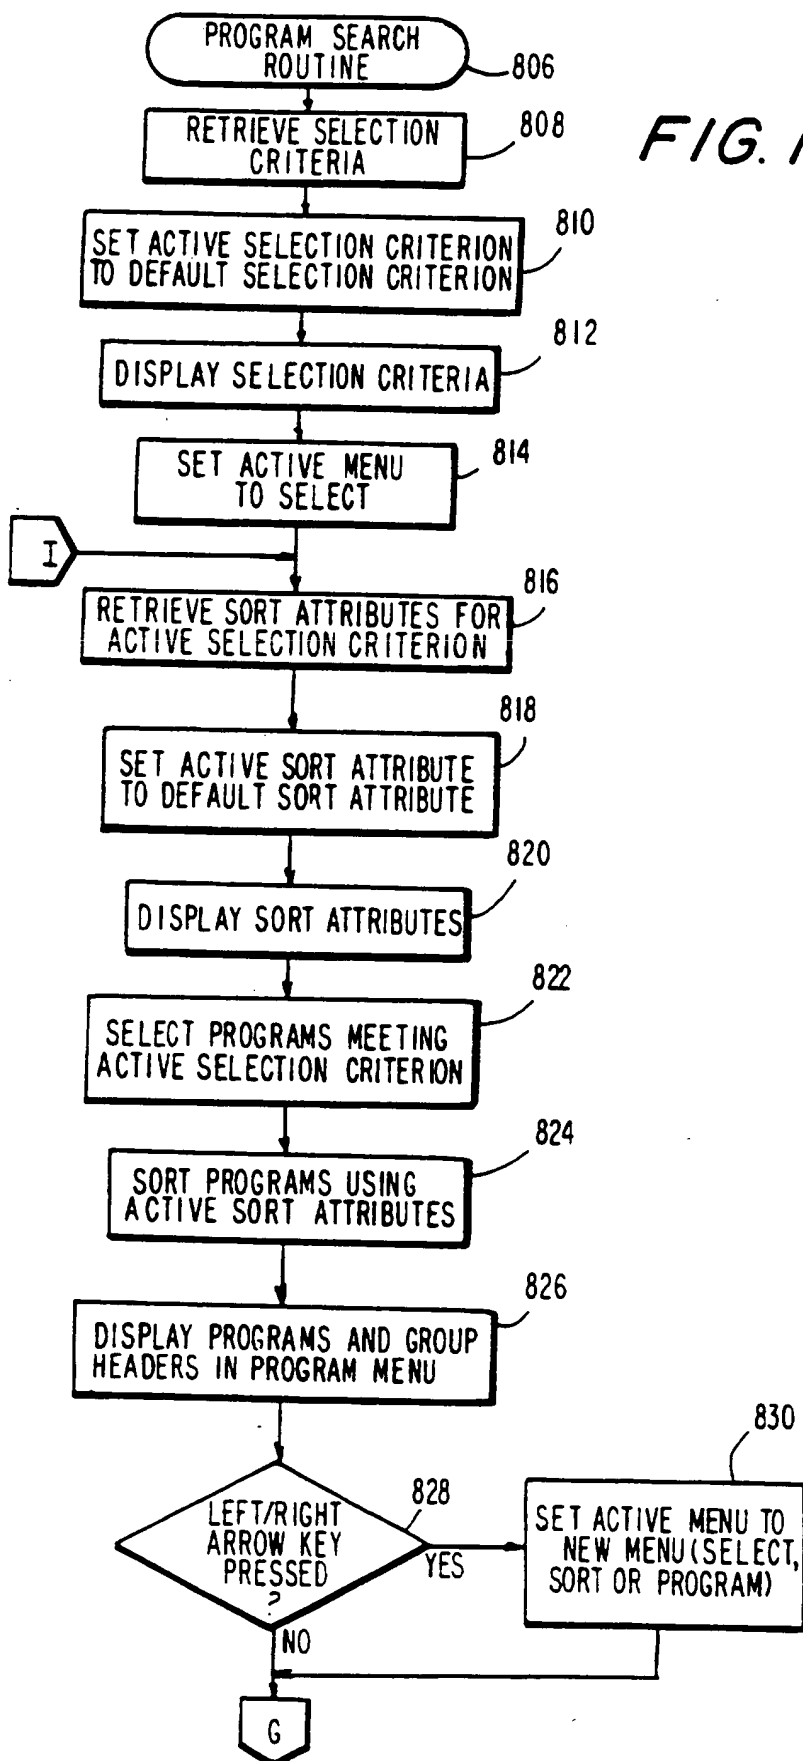 PROGRAM SEARCH
ROUTINE
806
RETRIEVE SELECTION
CRITERIA
808
FIG.
SET ACTIVE SELECTION CRITERION
TO DEFAULT SELECTION CRITERION
810
DISPLAY SELECTION CRITERIA
812
SET ACTIVE MENU
TO SELECT
814
I
RETRIEVE SORT ATTRIBUTES FOR
ACTIVE SELECTION CRITERION
816
SET ACTIVE SORT ATTRIBUTE
TO DEFAULT SORT ATTRIBUTE
818
DISPLAY SORT ATTRIBUTES
820
SELECT PROGRAMS MEETING
ACTIVE SELECTION CRITERION
822
SORT PROGRAMS USING
ACTIVE SORT ATTRIBUTES
824
DISPLAY PROGRAMS AND GROUP
HEADERS IN PROGRAM MENU
826
LEFT/RIGHT
ARROW KEY
PRESSED
?
828
YES
NO
SET ACTIVE MENU TO
NEW MENU (SELECT,
SORT OR PROGRAM)
830
G